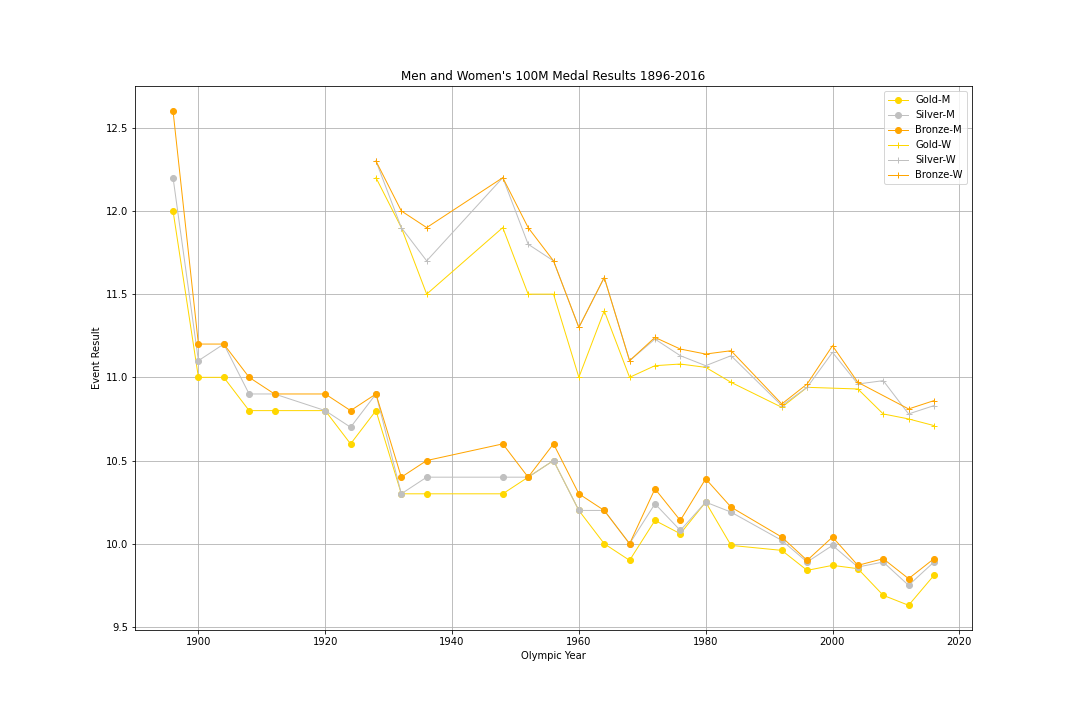 Men and Women's 100M Medal Results 1896-2016
Gold-M
Silver-M
Bronze-M
Gold-W
Silver-W
Bronze-W
Event Result
12.5
12.0
11.5
11.0
10.5
10.0
9.5
1900 1920 1940 1960 1980 2000 2020
Olympic Year